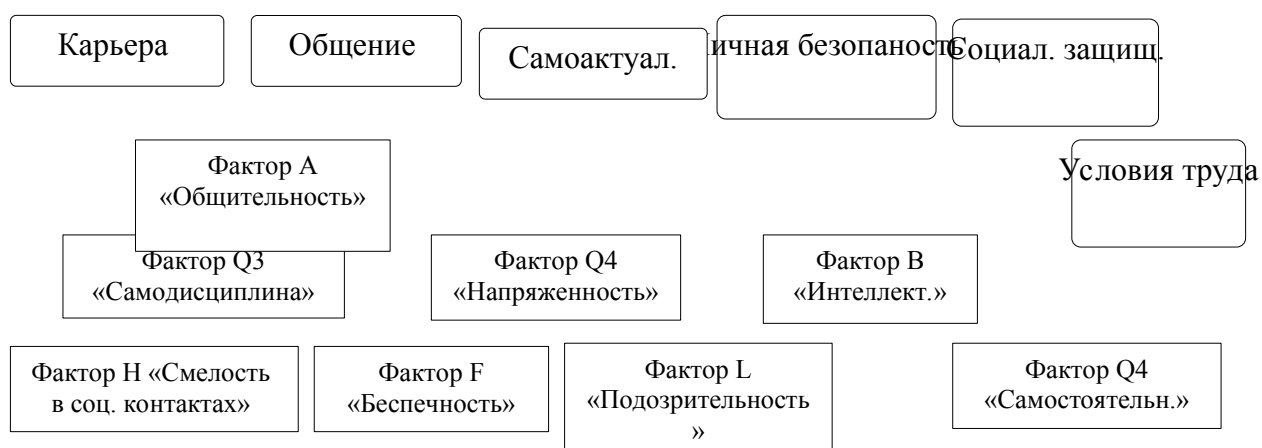 Карьера
Общение
Самоактуал.
ичная безопаность
Социал. защищ.
Условия труда
Фактор А
«Общительность»
Фактор Q3
«Самодисциплина»
Фактор Q4
«Напряженность»
Фактор В
«Интеллект.»
Фактор Н «Смелость
в соц. контактах»
Фактор F
«Беспечность»
Фактор L
«Подозрительность
»
Фактор Q4
«Самостоятельн.»